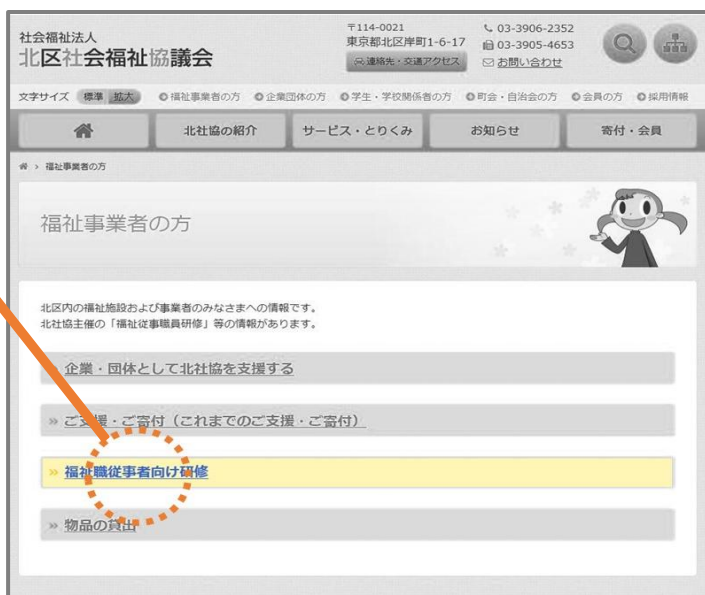 社会福祉法人
北区社会福祉協議会
〒114-0021
東京都北区岸町1-6-17
連絡先・交通アクセス
03-3906-2352
03-3905-4653
お問い合わせ
文字サイズ 標準 拡大 福祉事業者の方 企業団体の方 学生・学校関係者の方 町会・自治会の方 会員の方 採用情報
北社協の紹介 サービス・とりくみ お知らせ 寄付・会員
> 福祉事業者の方
福祉事業者の方
北区内の福祉施設および事業者のみなさまへの情報です。
北社協主催の「福祉従事職員研修」等の情報があります。
» 企業・団体として北社協を支援する
» ご支援・ご寄付（これまでのご支援・ご寄付）
» 福祉職従事者向け研修
» 物品の貸出